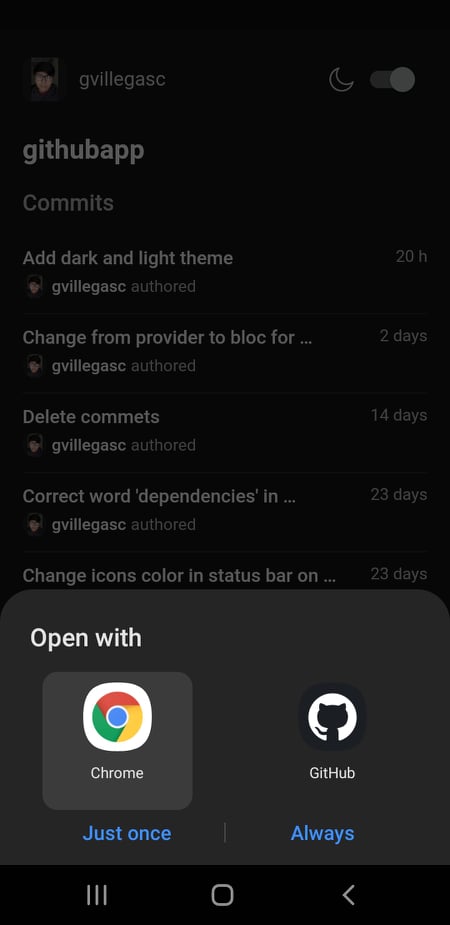 gvillegasc
githubapp
Commits
Add dark and light theme 20 h
gvillegasc authored
Change from provider to bloc for ... 2 days
gvillegasc authored
Delete commets 14 days
gvillegasc authored
Correct word 'dependencies' in ... 23 days
gvillegasc authored
Change icons color in status bar on ... 23 days
Open with
Chrome GitHub
Just once Always